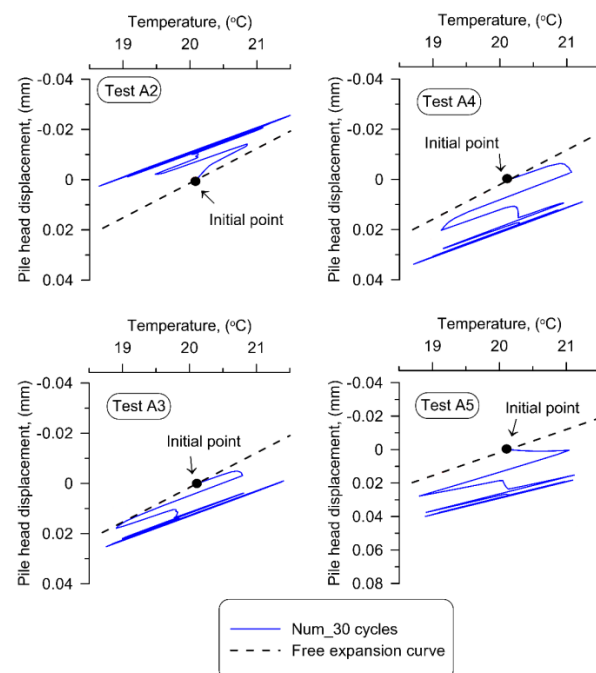 Temperature, (°C)
19 20 21
Pile head displacement, (mm)
-0.04
-0.02
0
0.02
0.04
Test A2
Initial point
Temperature, (°C)
19 20 21
Pile head displacement, (mm)
-0.04
-0.02
0
0.02
0.04
Test A4
Initial point
Temperature, (°C)
19 20 21
Pile head displacement, (mm)
-0.04
-0.02
0
0.02
0.04
Test A3
Initial point
Temperature, (°C)
19 20 21
Pile head displacement, (mm)
-0.04
-0.02
0
0.02
0.04
0.06
0.08
Test A5
Initial point
Num_30 cycles
Free expansion curve